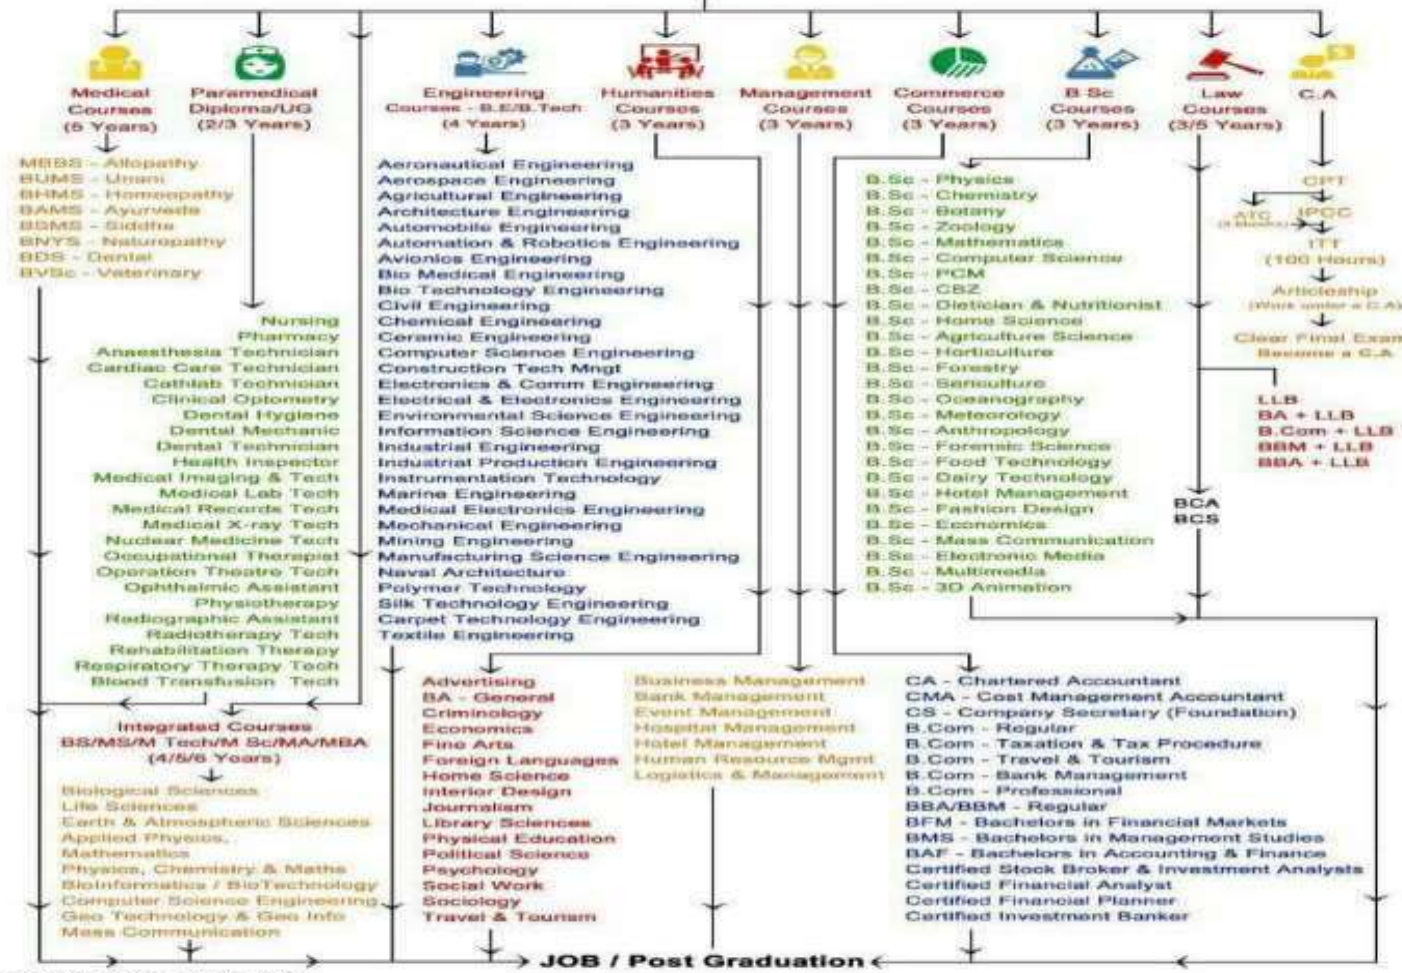 Medical
Courses
(5 Years)
MBBS - Allopathy
BUMS - Unani
BHMS - Homoeopathy
BAMS - Ayurveda
BSMS - Siddha
BNYS - Naturopathy
BDS - Dental
BVSc - Veterinary
Paramedical
Diploma/UG
(2/3 Years)
Nursing
Pharmacy
Anaesthesia Technician
Cardiac Care Technician
Cathlab Technician
Clinical Optometry
Dental Hygiene
Dental Mechanic
Dental Technician
Health Inspector
Medical Imaging & Tech
Medical Lab Tech
Medical Records Tech
Medical X-ray Tech
Nuclear Medicine Tech
Occupational Therapist
Operation Theatre Tech
Ophthalmic Assistant
Physiotherapy
Radiographic Assistant
Radiotherapy Tech
Rehabilitation Therapy
Respiratory Therapy Tech
Blood Transfusion Tech
Integrated Courses
BS/MS/M Tech/M Sc/MA/MBA
(4/5/6 Years)
Biological Sciences
Life Sciences
Earth & Atmospheric Sciences
Applied Physics,
Mathematics
Physics, Chemistry & Maths
BioInformatics / BioTechnology
Computer Science Engineering
Geo Technology & Geo Info
Mass Communication
Engineering
Courses - B.E/B.Tech
(4 Years)
Aeronautical Engineering
Aerospace Engineering
Agricultural Engineering
Architecture Engineering
Automobile Engineering
Automation & Robotics Engineering
Avionics Engineering
Bio Medical Engineering
Bio Technology Engineering
Civil Engineering
Chemical Engineering
Ceramic Engineering
Computer Science Engineering
Construction Tech Mngt
Electronics & Comm Engineering
Electrical & Electronics Engineering
Environmental Science Engineering
Information Science Engineering
Industrial Engineering
Industrial Production Engineering
Instrumentation Technology
Marine Engineering
Medical Electronics Engineering
Mechanical Engineering
Mining Engineering
Manufacturing Science Engineering
Naval Architecture
Polymer Technology
Silk Technology Engineering
Carpet Technology Engineering
Textile Engineering
Humanities
Courses
(3 Years)
Advertising
BA - General
Criminology
Economics
Fine Arts
Foreign Languages
Home Science
Interior Design
Journalism
Library Sciences
Physical Education
Political Science
Psychology
Social Work
Sociology
Travel & Tourism
Management
Courses
(3 Years)
Business Management
Bank Management
Event Management
Hospital Management
Hotel Management
Human Resource Mgmt
Logistics & Management
Commerce
Courses
(3 Years)
CA - Chartered Accountant
CMA - Cost Management Accountant
CS - Company Secretary (Foundation)
B.Com - Regular
B.Com - Taxation & Tax Procedure
B.Com - Travel & Tourism
B.Com - Bank Management
B.Com - Professional
BBA/BBM - Regular
BFM - Bachelors in Financial Markets
BMS - Bachelors in Management Studies
BAF - Bachelors in Accounting & Finance
Certified Stock Broker & Investment Analysts
Certified Financial Analyst
Certified Financial Planner
Certified Investment Banker
B Sc
Courses
(3 Years)
B.Sc - Physics
B.Sc - Chemistry
B.Sc - Botany
B.Sc - Zoology
B.Sc - Mathematics
B.Sc - Computer Science
B.Sc - PCM
B.Sc - CBZ
B.Sc - Dietician & Nutritionist
B.Sc - Home Science
B.Sc - Agriculture Science
B.Sc - Horticulture
B.Sc - Forestry
B.Sc - Sericulture
B.Sc - Oceanography
B.Sc - Meteorology
B.Sc - Anthropology
B.Sc - Forensic Science
B.Sc - Food Technology
B.Sc - Dairy Technology
B.Sc - Hotel Management
B.Sc - Fashion Design
B.Sc - Economics
B.Sc - Mass Communication
B.Sc - Electronic Media
B.Sc - Multimedia
B.Sc - 3D Animation
Law
Courses
(3/5 Years)
LLB
BA + LLB
B.Com + LLB
BBM + LLB
BBA + LLB
BCA
BCS
C.A
CPT
ATC
IPCC
ITT
(100 Hours)
Articleship
(Work under a C.A)
Clear Final Exam
Become a C.A
JOB / Post Graduation